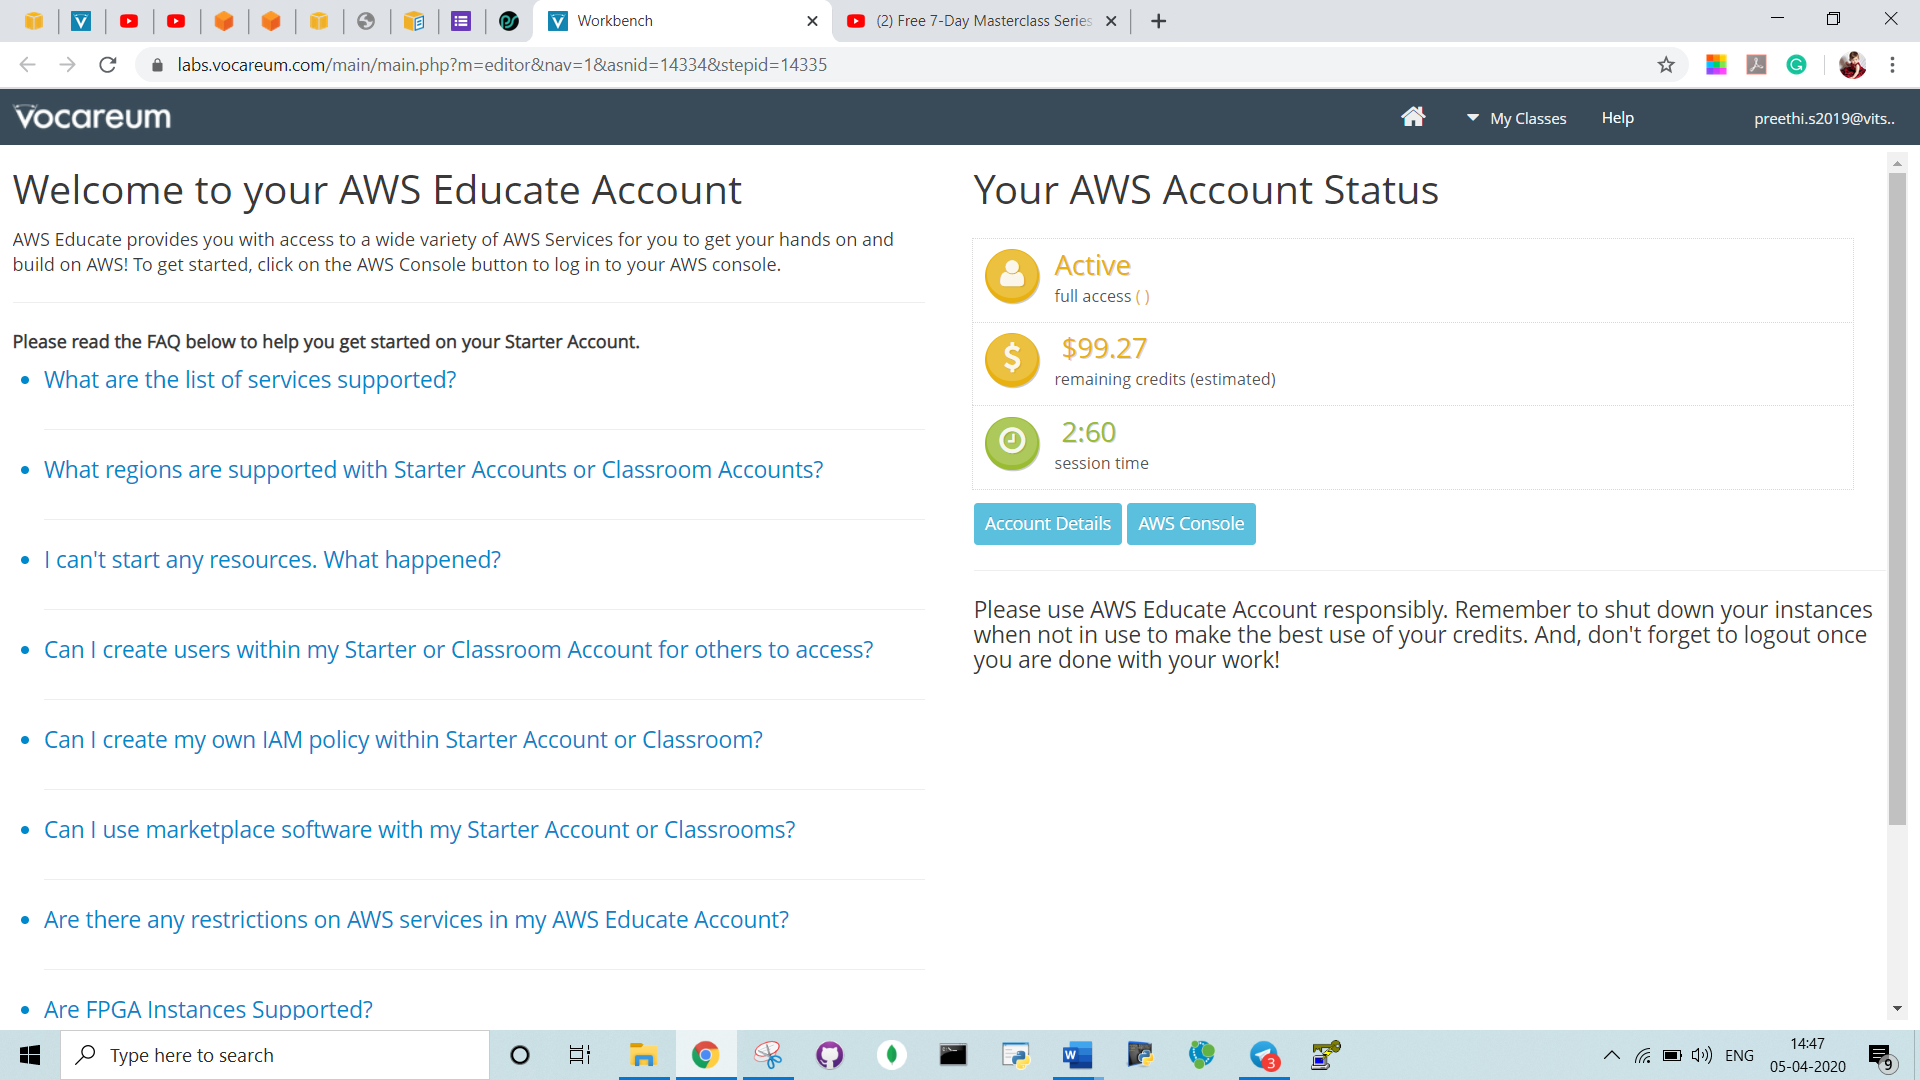 Workbench
(2) Free 7-Day Masterclass Series
labs.vocareum.com/main/main.php?m=editor&nav=1&asnid=14334&stepid=14335
vocareum
My Classes
Help
preethi.s2019@vits..
Welcome to your AWS Educate Account
AWS Educate provides you with access to a wide variety of AWS Services for you to get your hands on and
build on AWS! To get started, click on the AWS Console button to log in to your AWS console.
Please read the FAQ below to help you get started on your Starter Account.
• What are the list of services supported?
• What regions are supported with Starter Accounts or Classroom Accounts?
• I can't start any resources. What happened?
• Can I create users within my Starter or Classroom Account for others to access?
• Can I create my own IAM policy within Starter Account or Classroom?
• Can I use marketplace software with my Starter Account or Classrooms?
• Are there any restrictions on AWS services in my AWS Educate Account?
• Are FPGA Instances Supported?
Your AWS Account Status
Active
full access ( )
$99.27
remaining credits (estimated)
2:60
session time
Account Details
AWS Console
Please use AWS Educate Account responsibly. Remember to shut down your instances
when not in use to make the best use of your credits. And, don't forget to logout once
you are done with your work!
Type here to search
3
ENG
14:47
05-04-2020
9